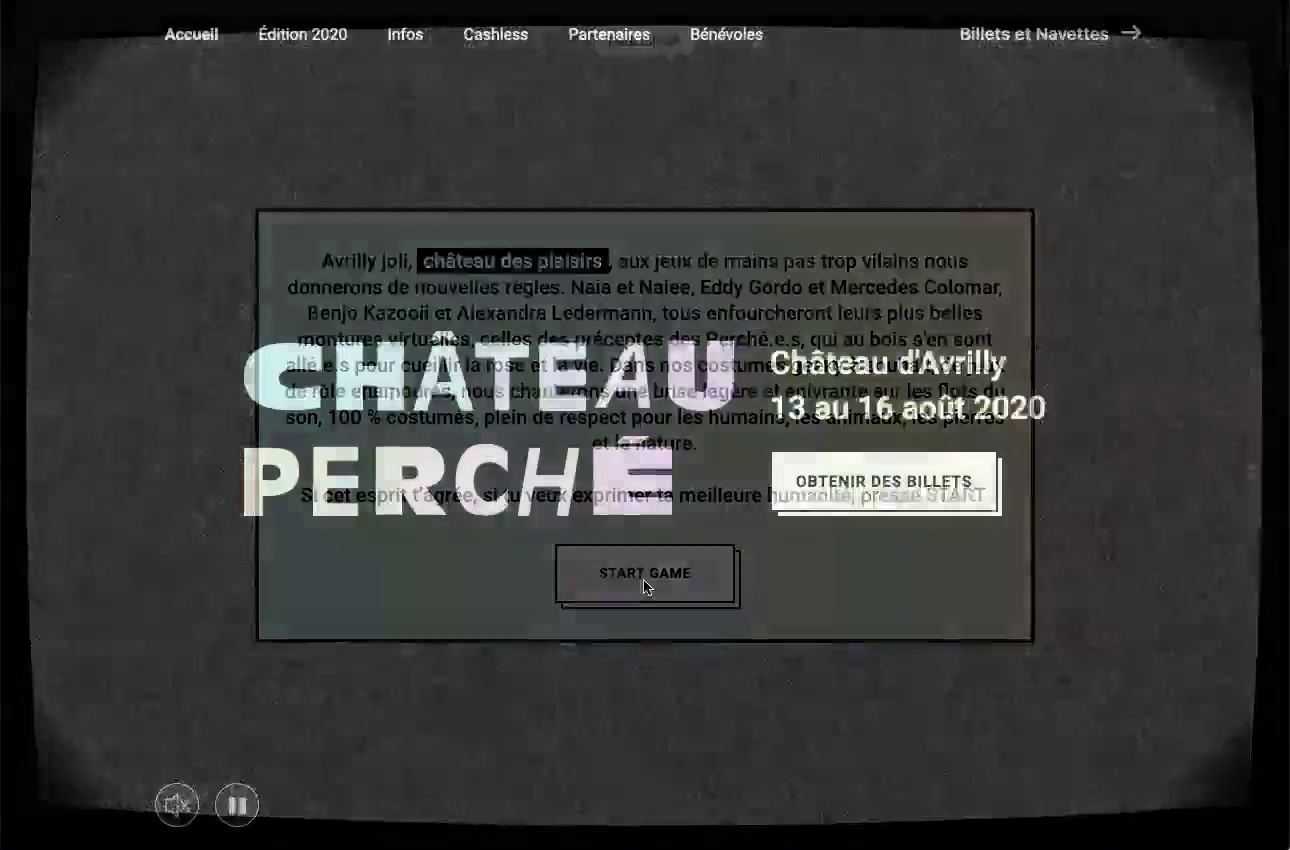 Accueil Édition 2020 Infos Cashless Partenaires Bénévoles Billets et Navettes
Avrilly joli, château des plaisirs, aux jeux de mains pas trop vilains nous
donnerons de nouvelles règles. Naia et Naiee, Eddy Gordo et Mercedes Colomar,
Benjo Kazooii et Alexandra Ledermann, tous enfourcheront leurs plus belles
montures virtuelles, celles des préceptes des Perché.e.s, qui au bois s'en sont
allé.e.s pour cueillir la rose et la vie. Dans nos costumes
de rôle enamourés, nous chanterons une brise légère et enivrante sur les flots du
son, 100 % costumés, plein de respect pour les humains, les animaux, les pierres
et la nature.
CHÂTEAU
PERCHÉ
Château d'Avrilly
13 au 16 août 2020
OBTENIR DES BILLETS
Si cet esprit t'agrée, si tu veux exprimer ta meilleure humanité, presse START
START GAME